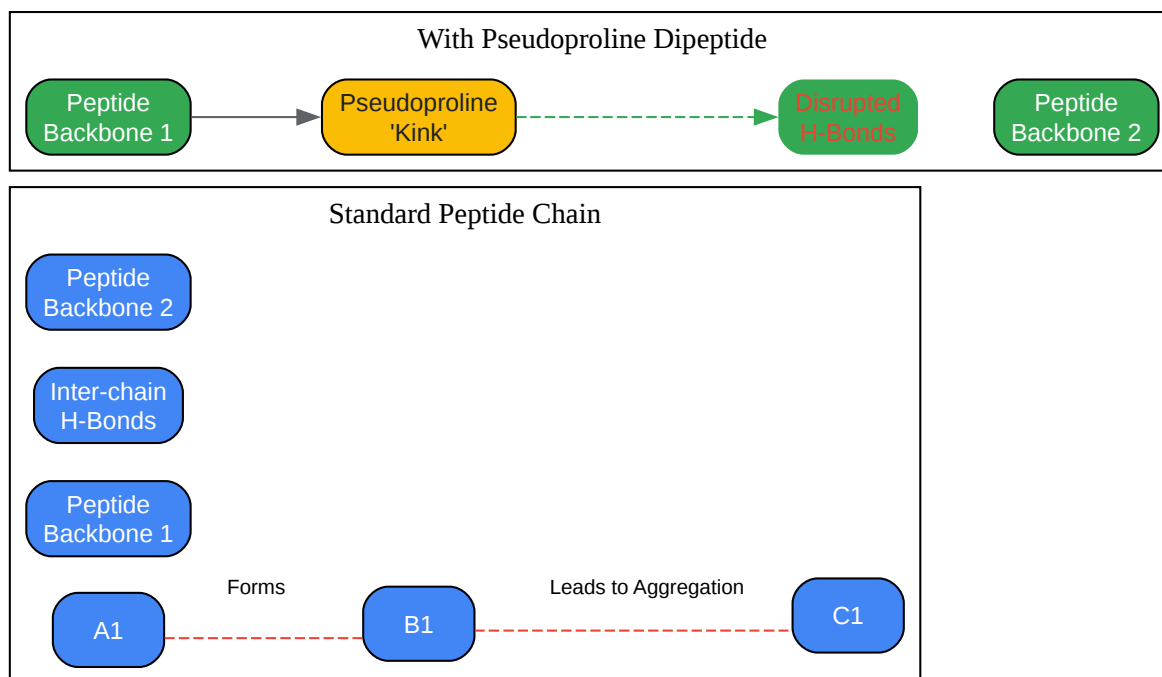 With Pseudoproline Dipeptide
Peptide
Backbone 1
Pseudoproline
'Kink'
Disrupted
H-Bonds
Peptide
Backbone 2
Standard Peptide Chain
Peptide
Backbone 2
Inter-chain
H-Bonds
Peptide
Backbone 1
Forms
Leads to Aggregation
A1
B1
C1